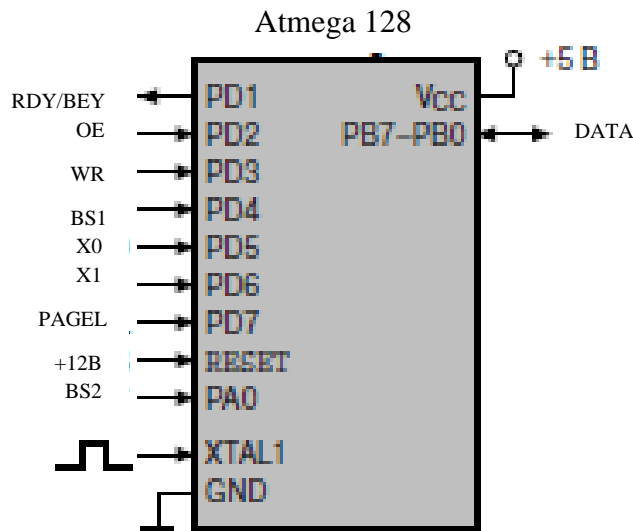 Atmega 128
+5 В
RDY/BEY PD1 VCC
OE PD2 PB7–PB0 DATA
WR PD3
BS1 PD4
X0 PD5
X1 PD6
PAGEL PD7
+12В RESET
BS2 PA0
XTAL1
GND